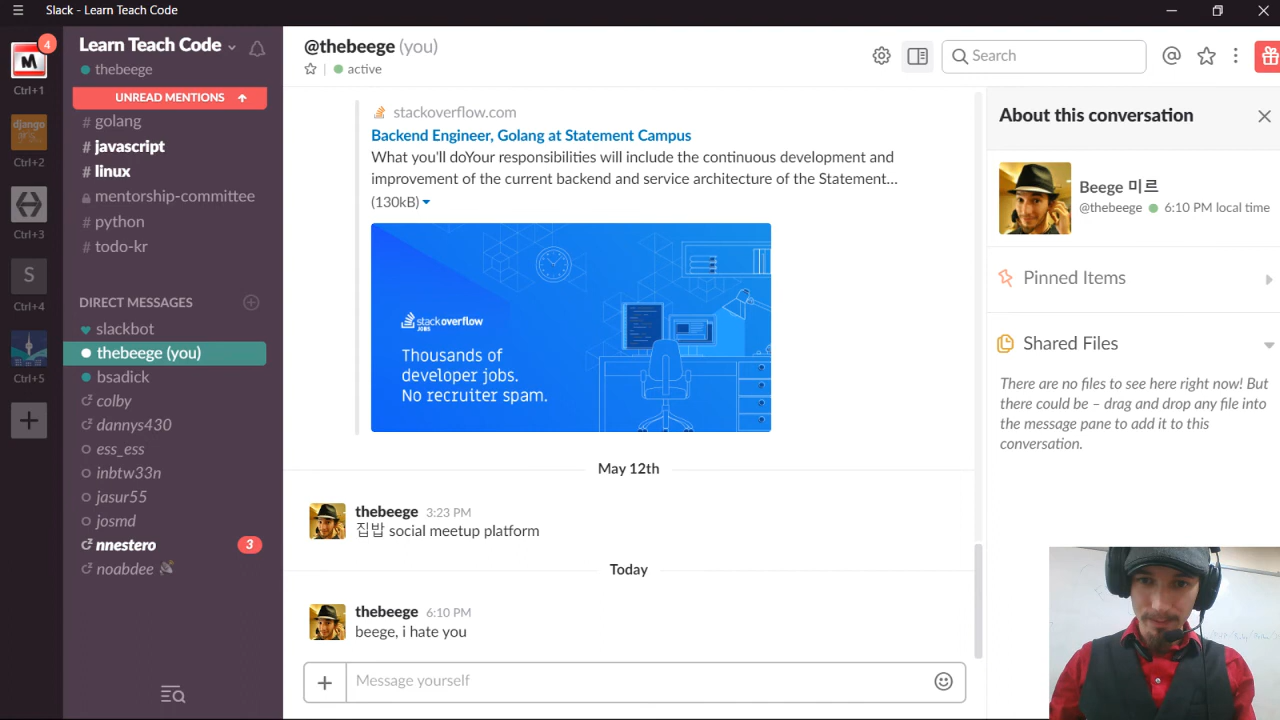 Slack - Learn Teach Code
4
Ctrl+1
django
Ctrl+2
Ctrl+3
S
Ctrl+4
Ctrl+5
Learn Teach Code
thebeege
UNREAD MENTIONS
# golang
# javascript
# linux
mentorship-committee
# python
# todo-kr
DIRECT MESSAGES
slackbot
thebeege (you)
bsadick
colby
dannys430
ess_ess
inbtw33n
jasur55
josmd
nnestero 3
noabdee
@thebeege (you)
active
Search
stackoverflow.com
Backend Engineer, Golang at Statement Campus
What you'll doYour responsibilities will include the continuous development and
improvement of the current backend and service architecture of the Statement...
(130kB)
stackoverflow
JOBS
Thousands of
developer jobs.
No recruiter spam.
May 12th
thebeege 3:23 PM
집밥 social meetup platform
Today
thebeege 6:10 PM
beege, i hate you
Message yourself
About this conversation
Beege 미르
@thebeege 6:10 PM local time
Pinned Items
Shared Files
There are no files to see here right now! But
there could be – drag and drop any file into
the message pane to add it to this
conversation.